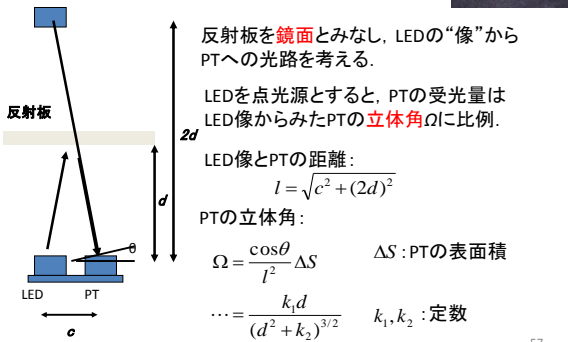 反射板を鏡面とみなし，LEDの“像”から
PTへの光路を考える．
LEDを点光源とすると，PTの受光量は
LED像からみたPTの立体角Ωに比例．
反射板
2d
d
LED像とPTの距離：
l = √(c² + (2d)²)
PTの立体角：
θ
Ω = cosθ / l² ΔS　ΔS：PTの表面積
⋯ = k₁d / (d² + k₂)^{3/2}　k₁, k₂：定数
LED PT
c
57